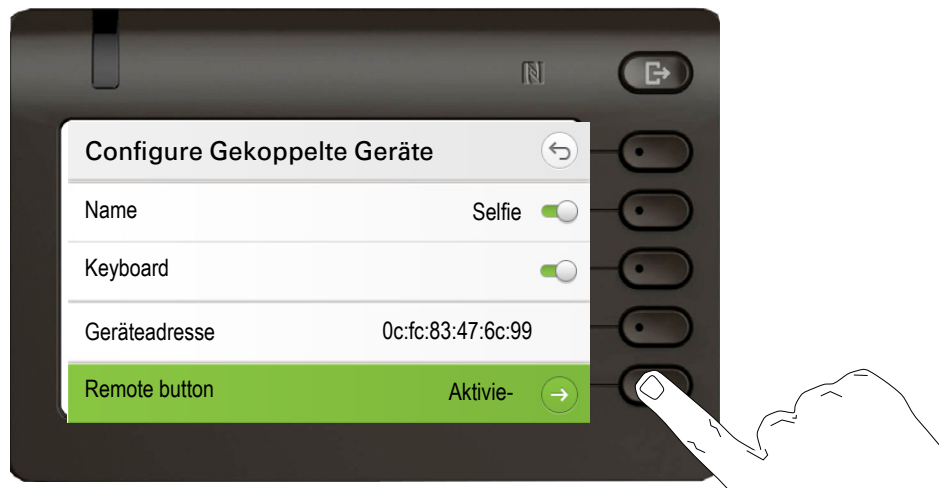 Configure Gekoppelte Geräte
Name Selfie
Keyboard
Geräteadresse 0c:fc:83:47:6c:99
Remote button Aktivie-